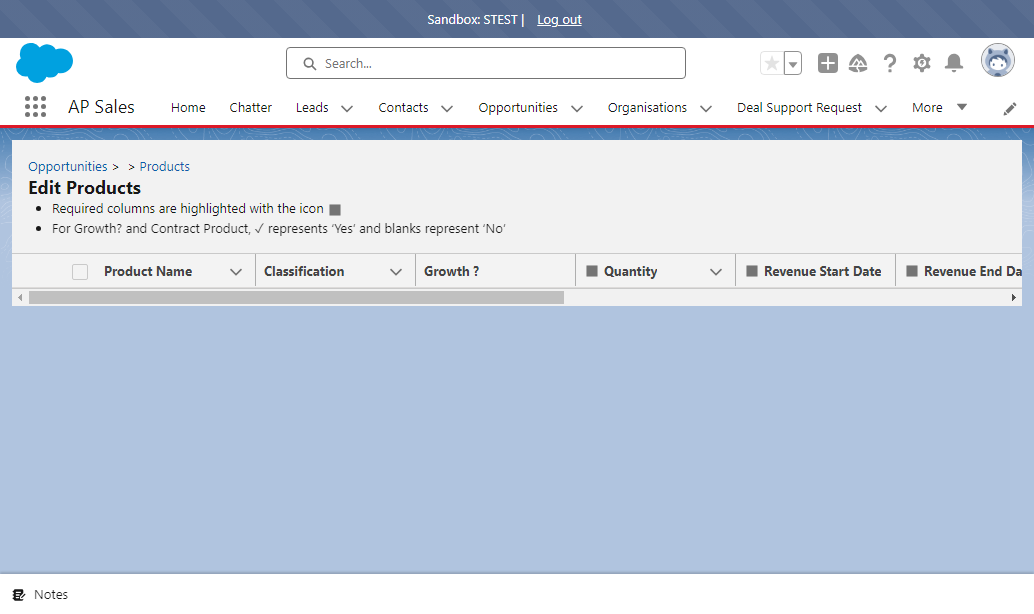 Sandbox: STEST | Log out
Search...
AP Sales Home Chatter Leads Contacts Opportunities Organisations Deal Support Request More
Opportunities > > Products
Edit Products
• Required columns are highlighted with the icon
• For Growth? and Contract Product, ✓ represents ‘Yes’ and blanks represent ‘No’
Product Name Classification Growth ? Quantity Revenue Start Date Revenue End Da
Notes